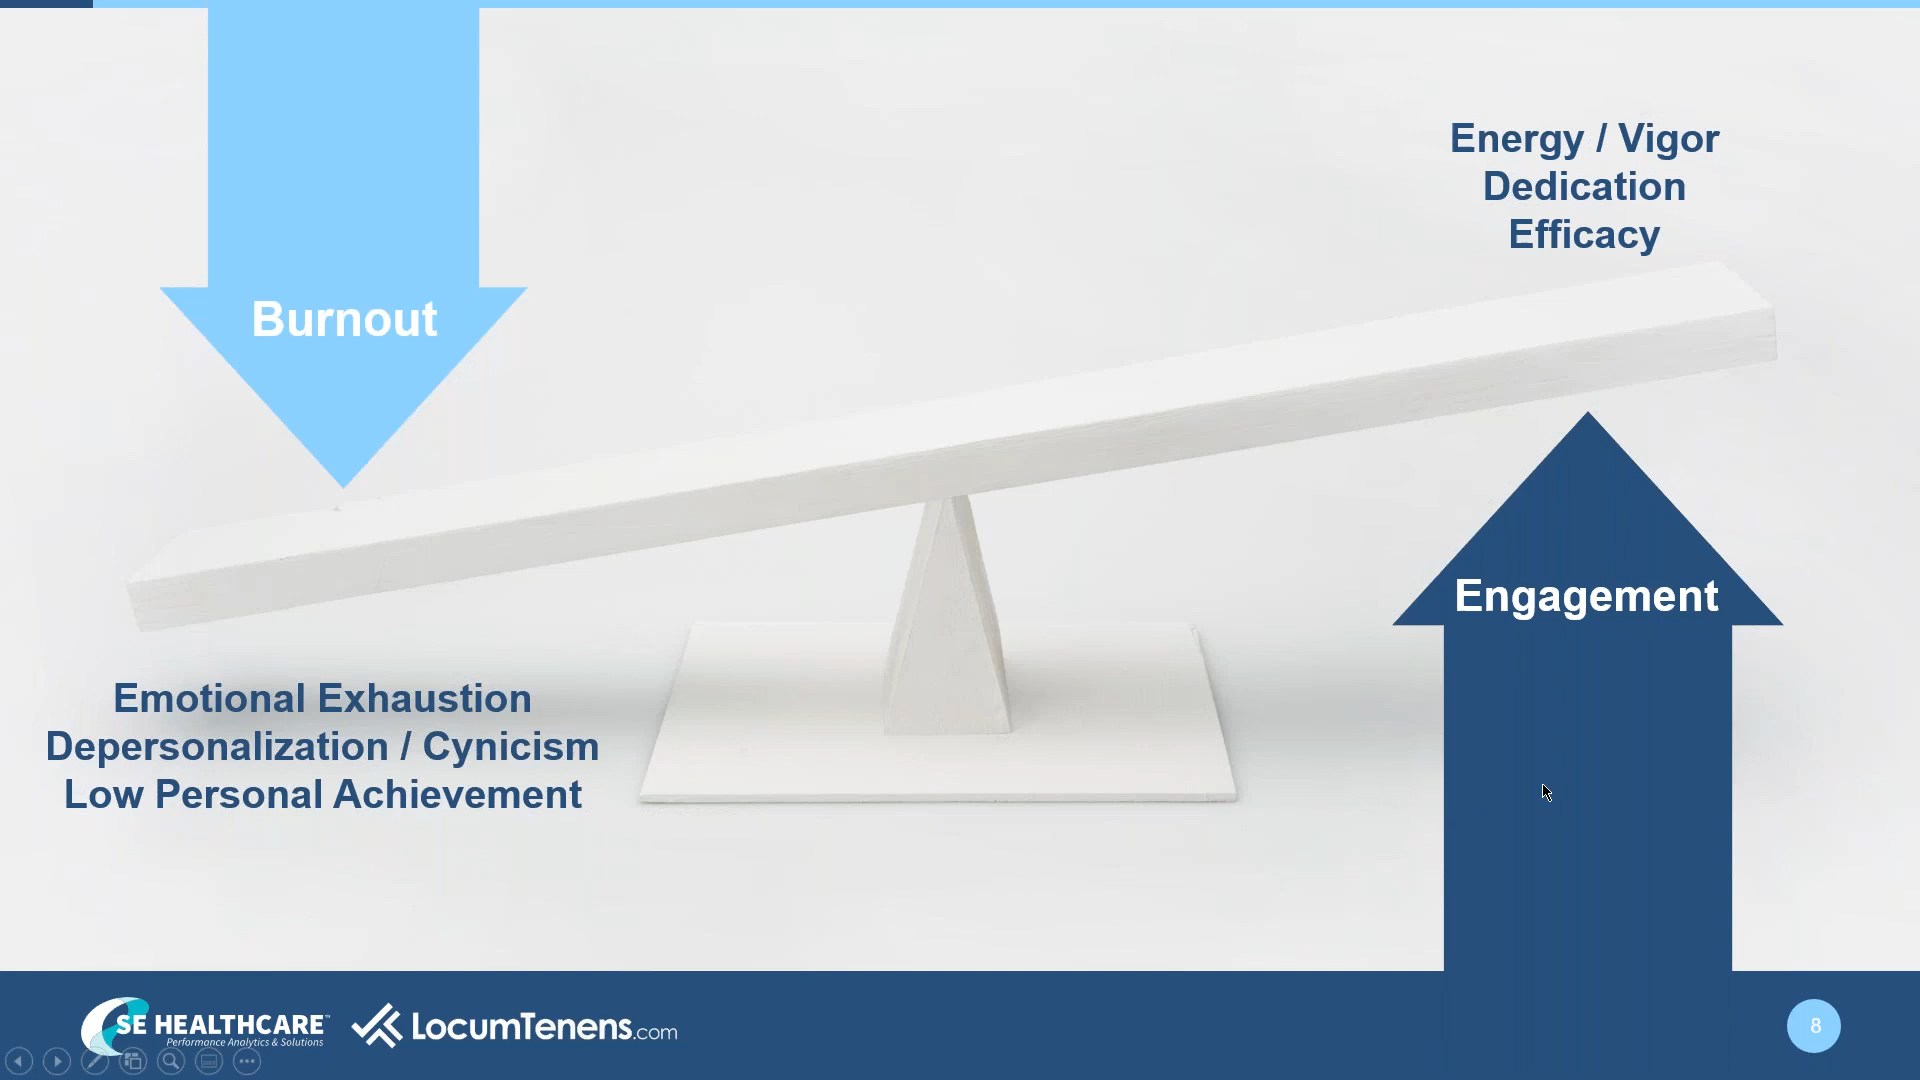 Burnout
Energy / Vigor
Dedication
Efficacy
Engagement
Emotional Exhaustion
Depersonalization / Cynicism
Low Personal Achievement
SE HEALTHCARE™
Performance Analytics & Solutions
LocumTenens.com
8